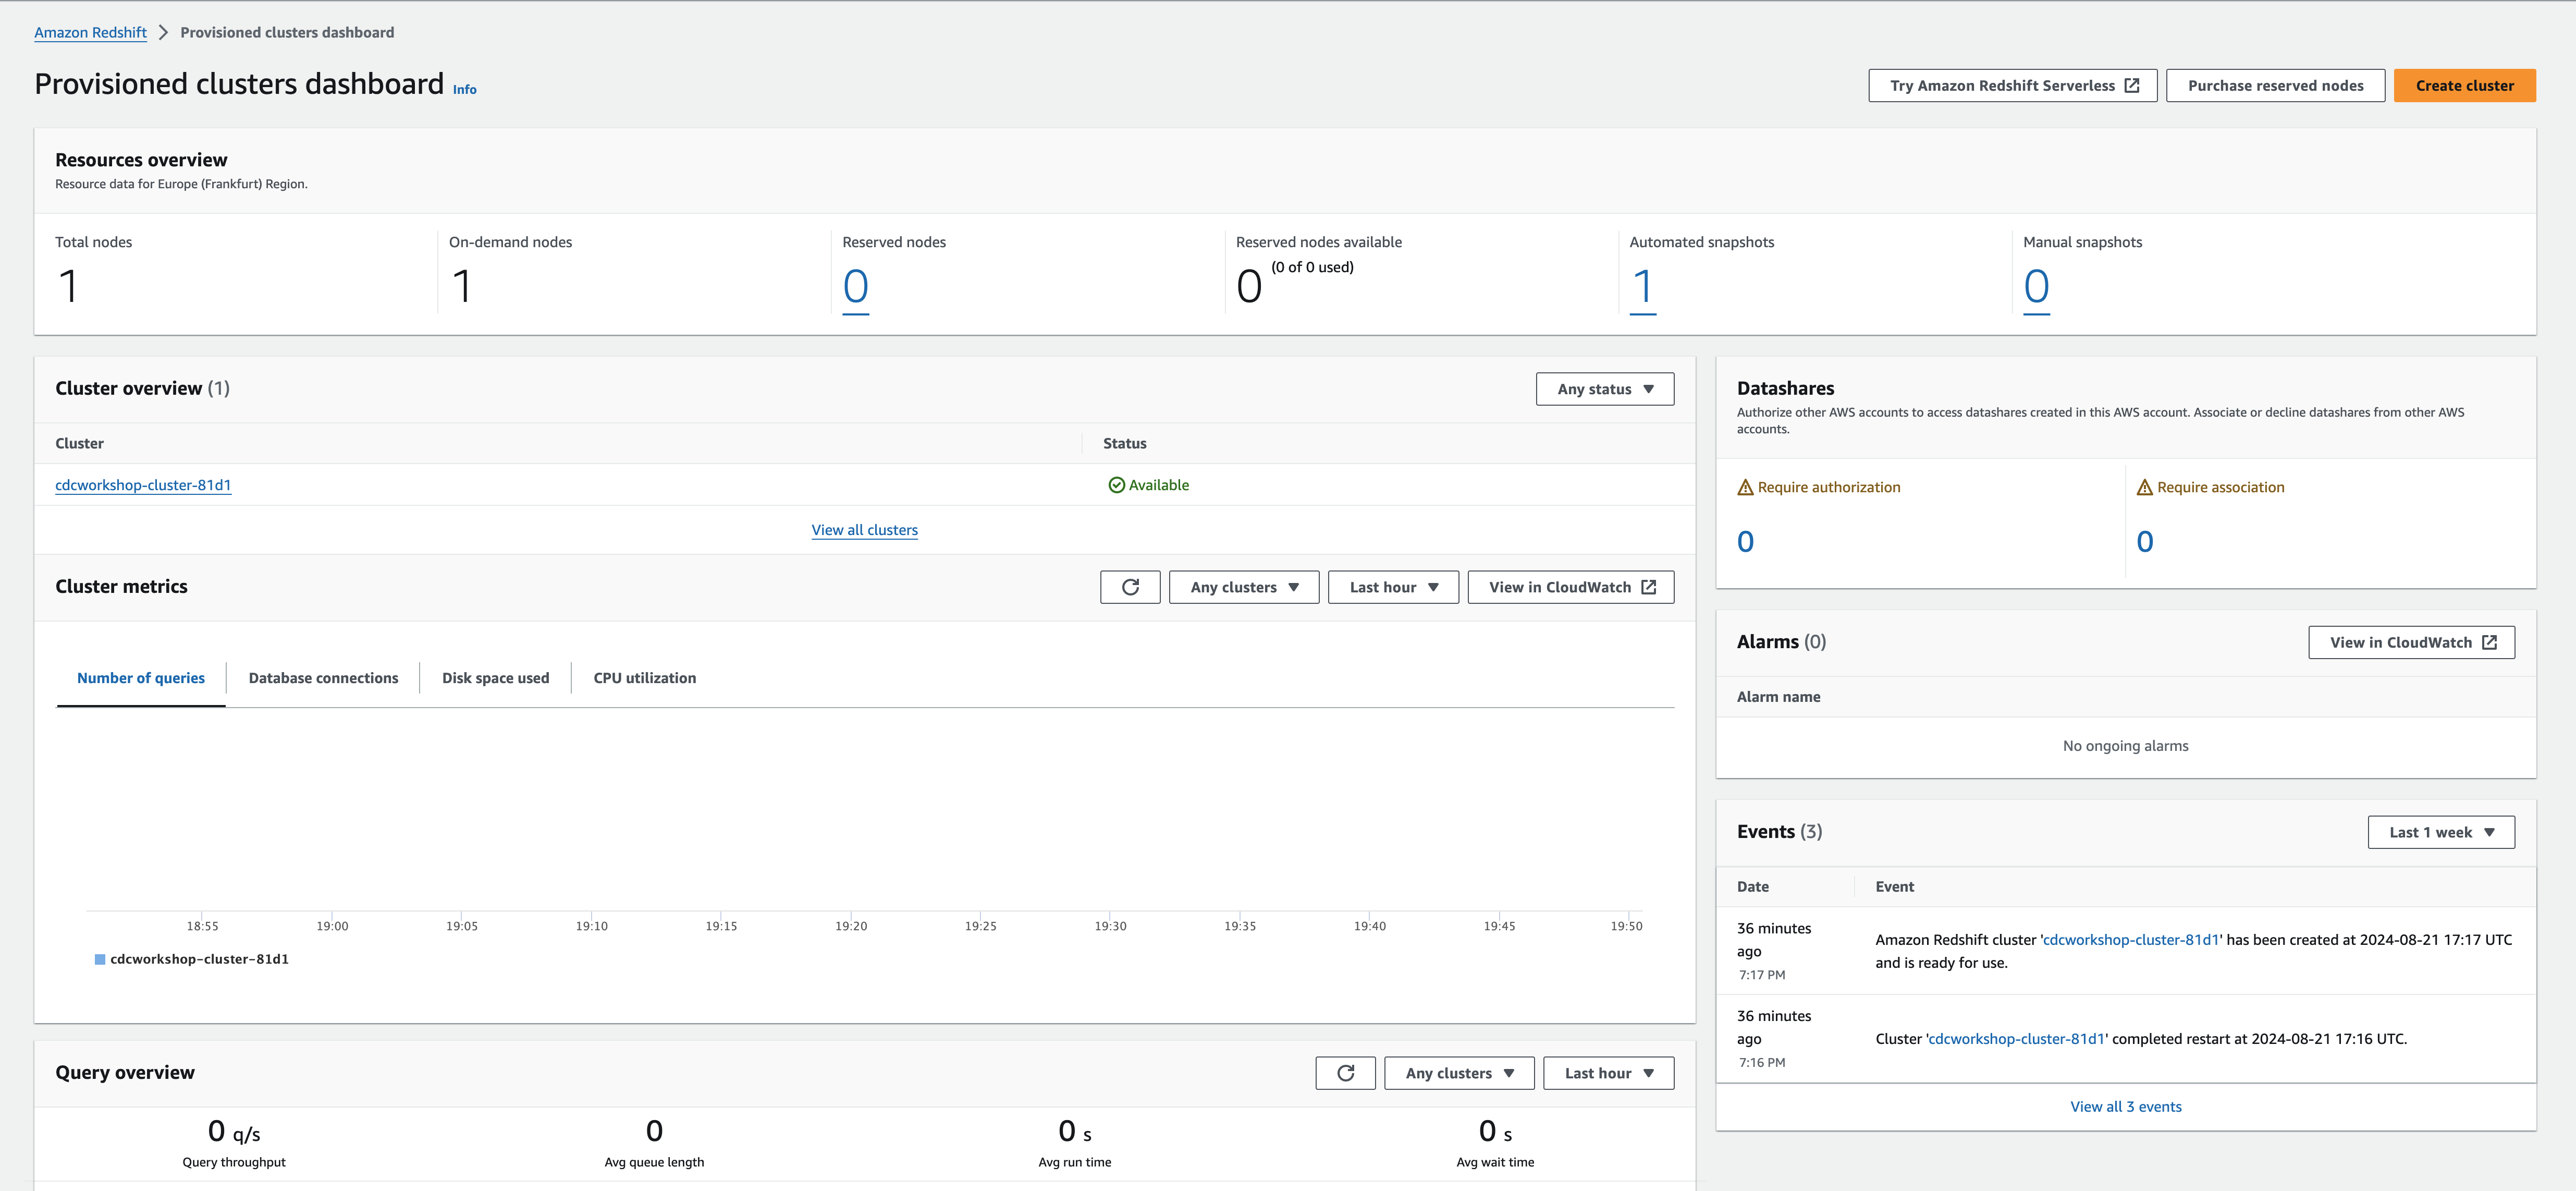 Amazon Redshift > Provisioned clusters dashboard
Provisioned clusters dashboard Info
Try Amazon Redshift Serverless
Purchase reserved nodes
Create cluster
Resources overview
Resource data for Europe (Frankfurt) Region.
Total nodes
1
On-demand nodes
1
Reserved nodes
0
Reserved nodes available
0 (0 of 0 used)
Automated snapshots
1
Manual snapshots
0
Cluster overview (1)
Any status
Cluster
Status
cdcworkshop-cluster-81d1
Available
View all clusters
Cluster metrics
Any clusters
Last hour
View in CloudWatch
Number of queries
Database connections
Disk space used
CPU utilization
18:55
19:00
19:05
19:10
19:15
19:20
19:25
19:30
19:35
19:40
19:45
19:50
cdcworkshop-cluster-81d1
Query overview
Any clusters
Last hour
0 q/s
Query throughput
0
Avg queue length
0 s
Avg run time
0 s
Avg wait time
Datashares
Authorize other AWS accounts to access datashares created in this AWS account. Associate or decline datashares from other AWS
accounts.
Require authorization
0
Require association
0
Alarms (0)
View in CloudWatch
Alarm name
No ongoing alarms
Events (3)
Last 1 week
Date
Event
36 minutes
ago
7:17 PM
Amazon Redshift cluster 'cdcworkshop-cluster-81d1' has been created at 2024-08-21 17:17 UTC
and is ready for use.
36 minutes
ago
7:16 PM
Cluster 'cdcworkshop-cluster-81d1' completed restart at 2024-08-21 17:16 UTC.
View all 3 events